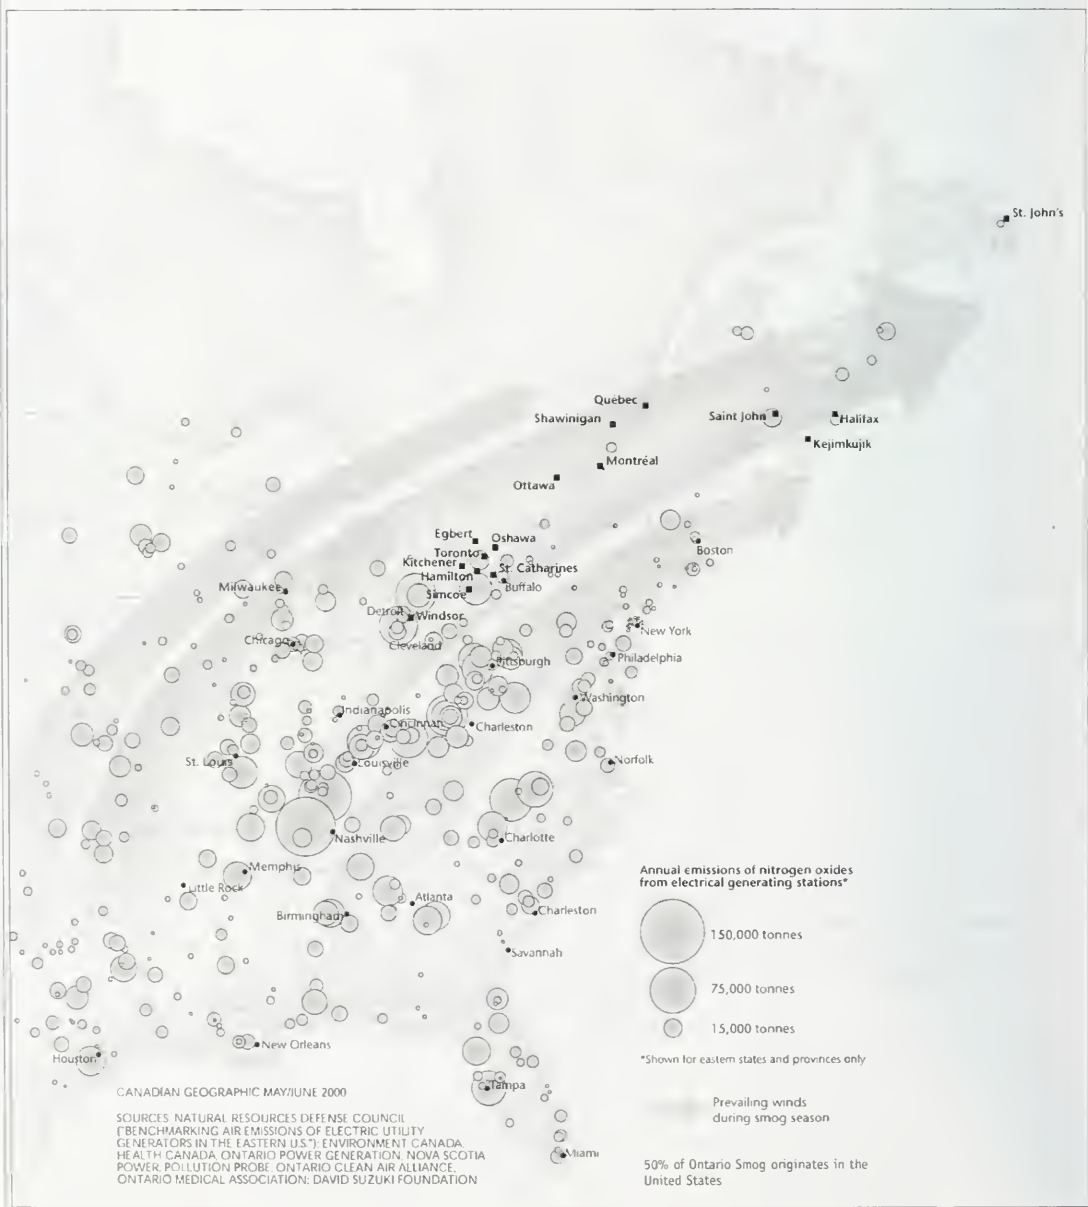 St. John's
Québec
Shawinigan
Saint John
Halifax
Kejimkujik
Montréal
Ottawa
Egbert
Oshawa
Boston
Toronto
Kitchener
St. Catharines
Hamilton
Buffalo
Milwaukee
Simcoe
Detroit
Windsor
New York
Chicago
Cleveland
Philadelphia
Pittsburgh
Washington
Indianapolis
Cincinnati
Charleston
St. Louis
Louisville
Norfolk
Nashville
Charlotte
Memphis
Little Rock
Atlanta
Birmingham
Charleston
Savannah
New Orleans
Houston
Tampa
Miami
Annual emissions of nitrogen oxides
from electrical generating stations*
150,000 tonnes
75,000 tonnes
15,000 tonnes
*Shown for eastern states and provinces only
Prevailing winds
during smog season
50% of Ontario Smog originates in the
United States
CANADIAN GEOGRAPHIC MAY/JUNE 2000
SOURCES NATURAL RESOURCES DEFENSE COUNCIL
("BENCHMARKING AIR EMISSIONS OF ELECTRIC UTILITY
GENERATORS IN THE EASTERN U.S."); ENVIRONMENT CANADA,
HEALTH CANADA, ONTARIO POWER GENERATION, NOVA SCOTIA
POWER, POLLUTION PROBE, ONTARIO CLEAN AIR ALLIANCE,
ONTARIO MEDICAL ASSOCIATION; DAVID SUZUKI FOUNDATION